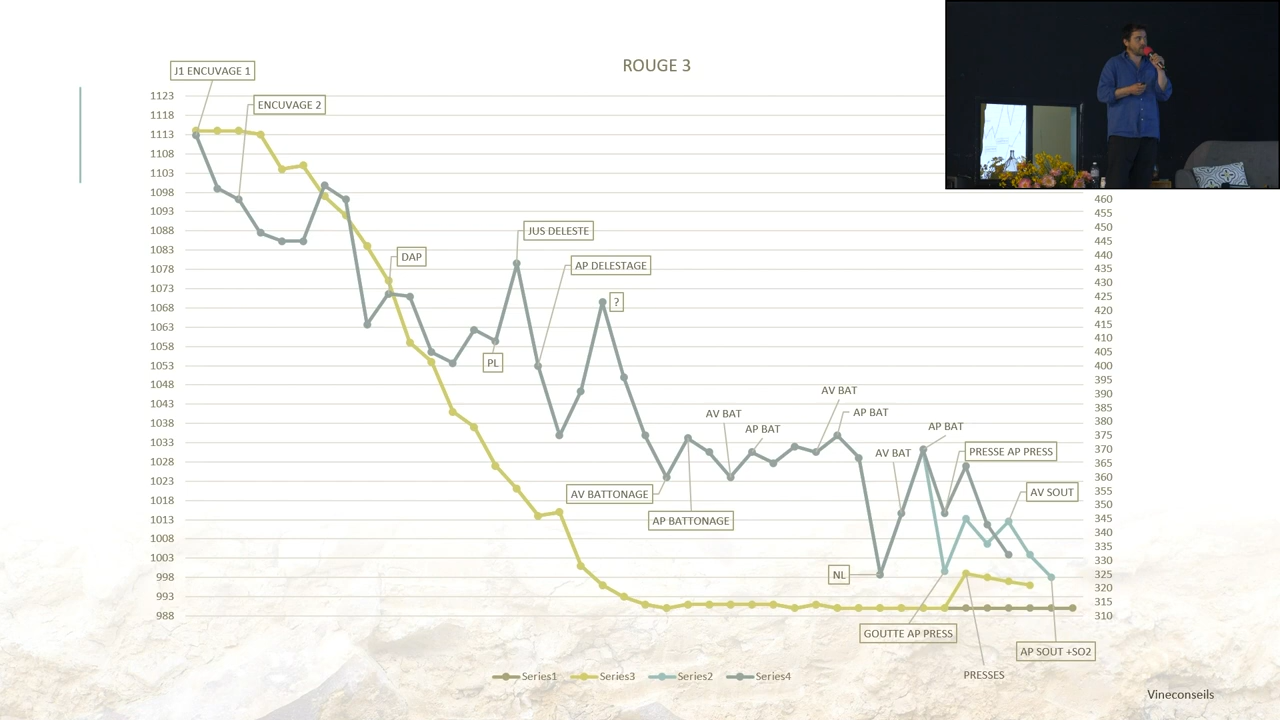 ROUGE 3
J1 ENCUVAGE 1
ENCUVAGE 2
DAP
PL
JUS DELESTE
AP DELESTAGE
?
AV BATTONAGE
AP BATTONAGE
AV BAT
AP BAT
AV BAT
AP BAT
NL
AV BAT
AP BAT
PRESSE AP PRESS
AV SOUT
GOUTTE AP PRESS
PRESSES
AP SOUT +SO2
1123
1118
1113
1108
1103
1098
1093
1088
1083
1078
1073
1068
1063
1058
1053
1048
1043
1038
1033
1028
1023
1018
1013
1008
1003
998
993
988
460
455
450
445
440
435
430
425
420
415
410
405
400
395
390
385
380
375
370
365
360
355
350
345
340
335
330
325
320
315
310
Series1 Series3 Series2 Series4
Vineconseils